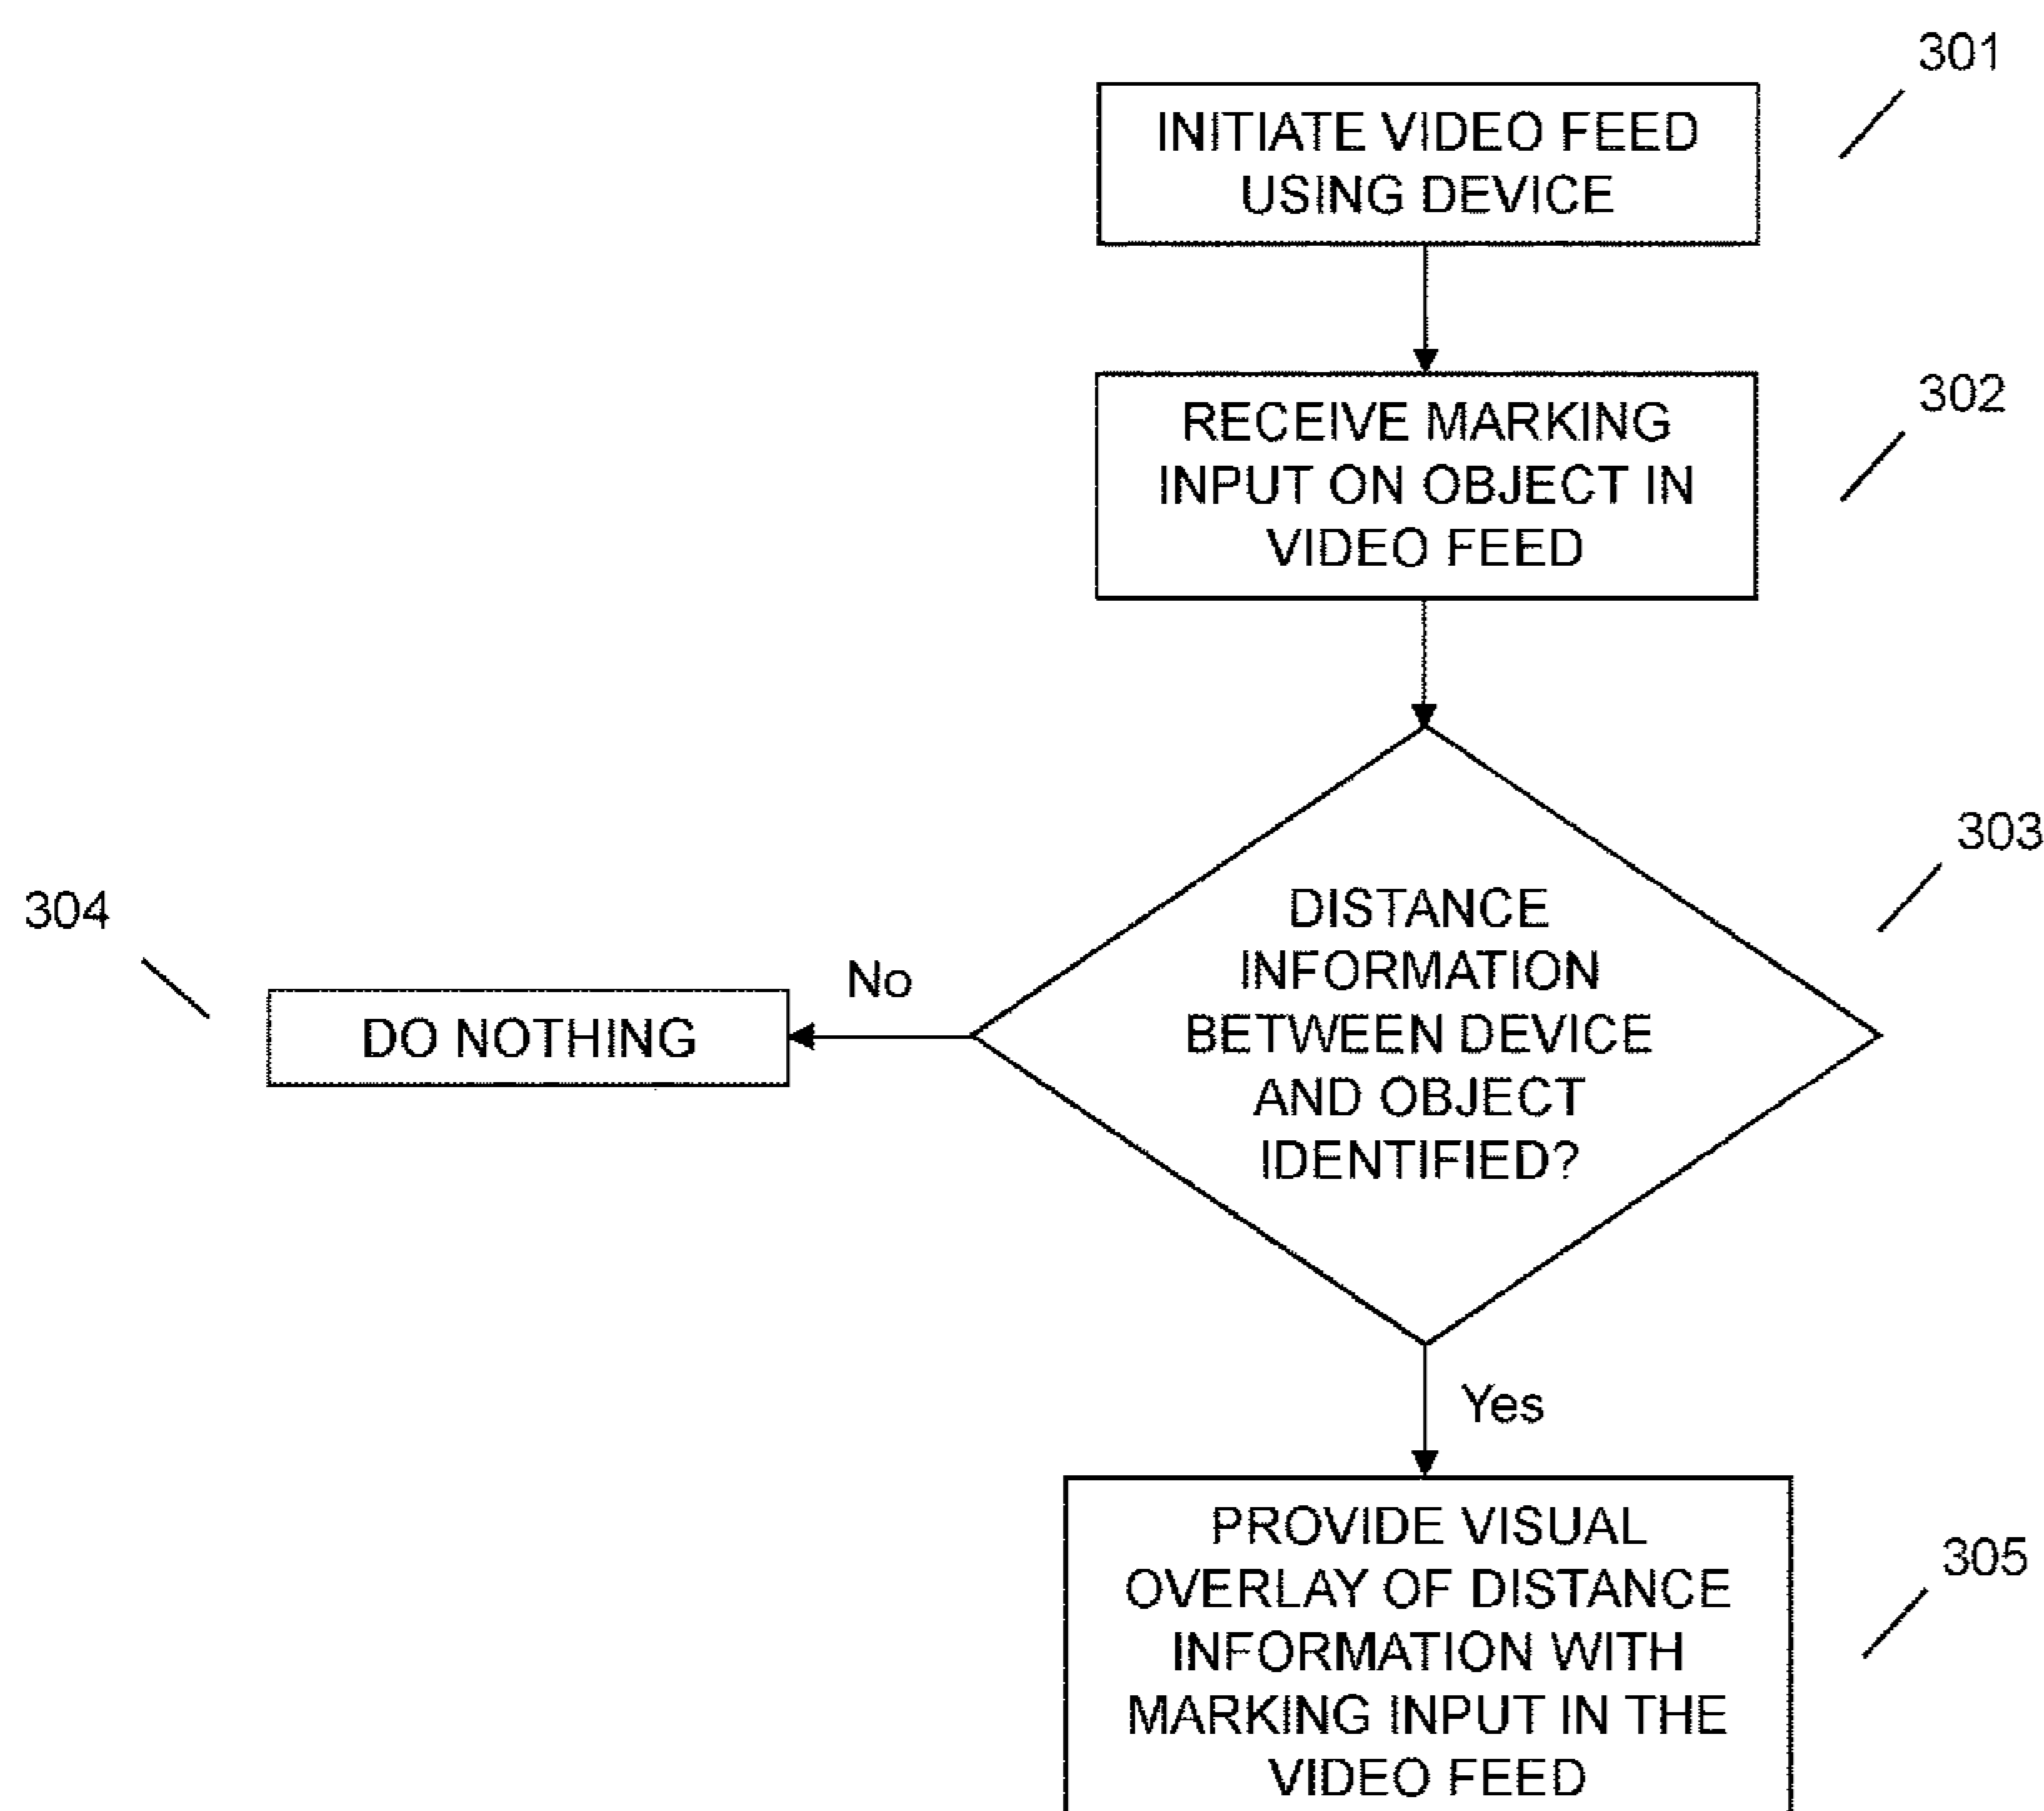 301
INITIATE VIDEO FEED
USING DEVICE
302
RECEIVE MARKING
INPUT ON OBJECT IN
VIDEO FEED
303
DISTANCE
INFORMATION
BETWEEN DEVICE
AND OBJECT
IDENTIFIED?
304
No
DO NOTHING
Yes
305
PROVIDE VISUAL
OVERLAY OF DISTANCE
INFORMATION WITH
MARKING INPUT IN THE
VIDEO FEED